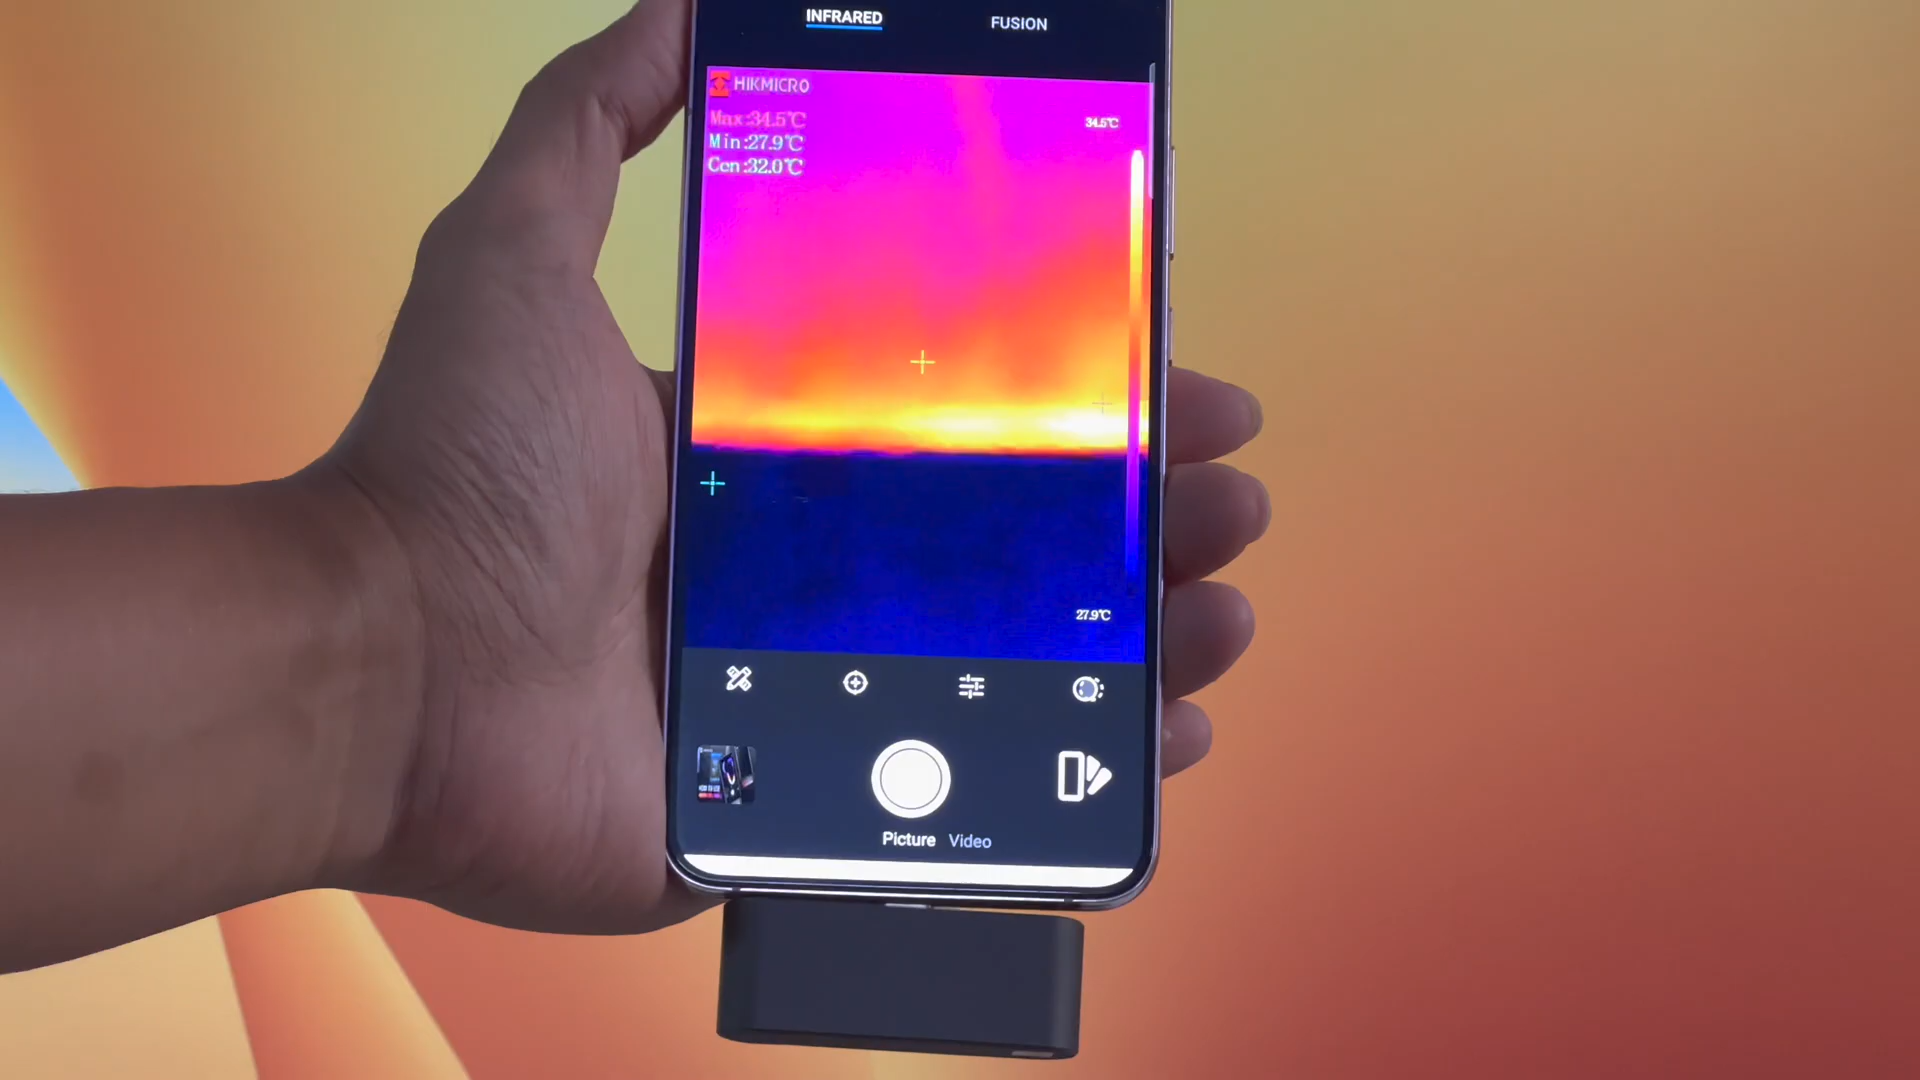 INFRARED FUSION
HIKMICRO
Max:34.5℃
34.5℃
Min:27.9℃
Cen:32.0℃
27.9℃
Picture Video